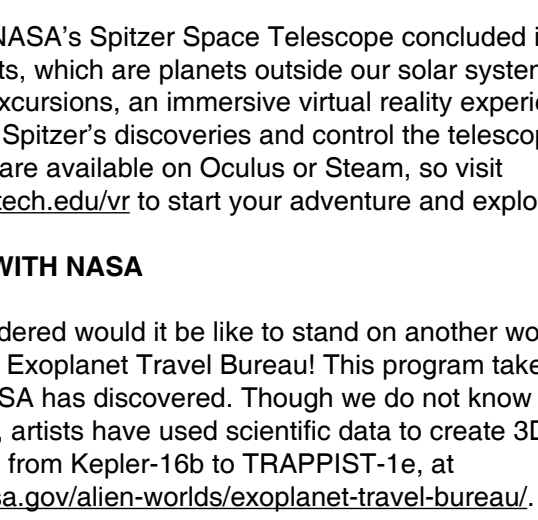 NASA’s Spitzer Space Telescope concluded i
ts, which are planets outside our solar system
xcursions, an immersive virtual reality experie
Spitzer’s discoveries and control the telescop
are available on Oculus or Steam, so visit
tech.edu/vr to start your adventure and explo
WITH NASA
dered would it be like to stand on another wo
Exoplanet Travel Bureau! This program take
SA has discovered. Though we do not know
, artists have used scientific data to create 3D
from Kepler-16b to TRAPPIST-1e, at
sa.gov/alien-worlds/exoplanet-travel-bureau/.